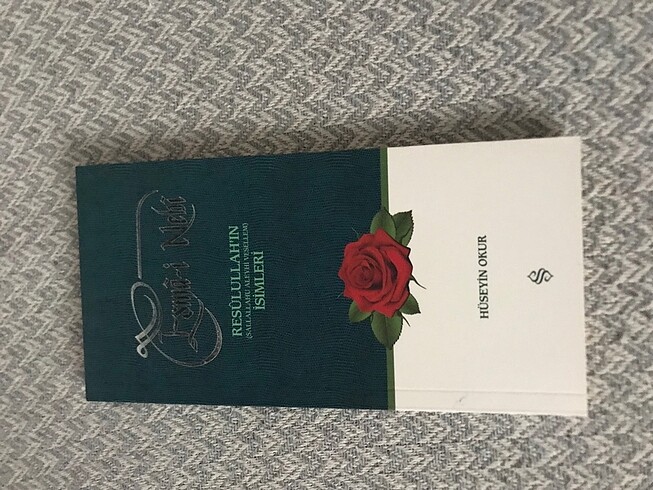 Esmâ-i Nebî
RESÛLULLAH'IN
(SALLALLAHU ALEYHİ VESELLEM)
İSİMLERİ
HÜSEYİN OKUR